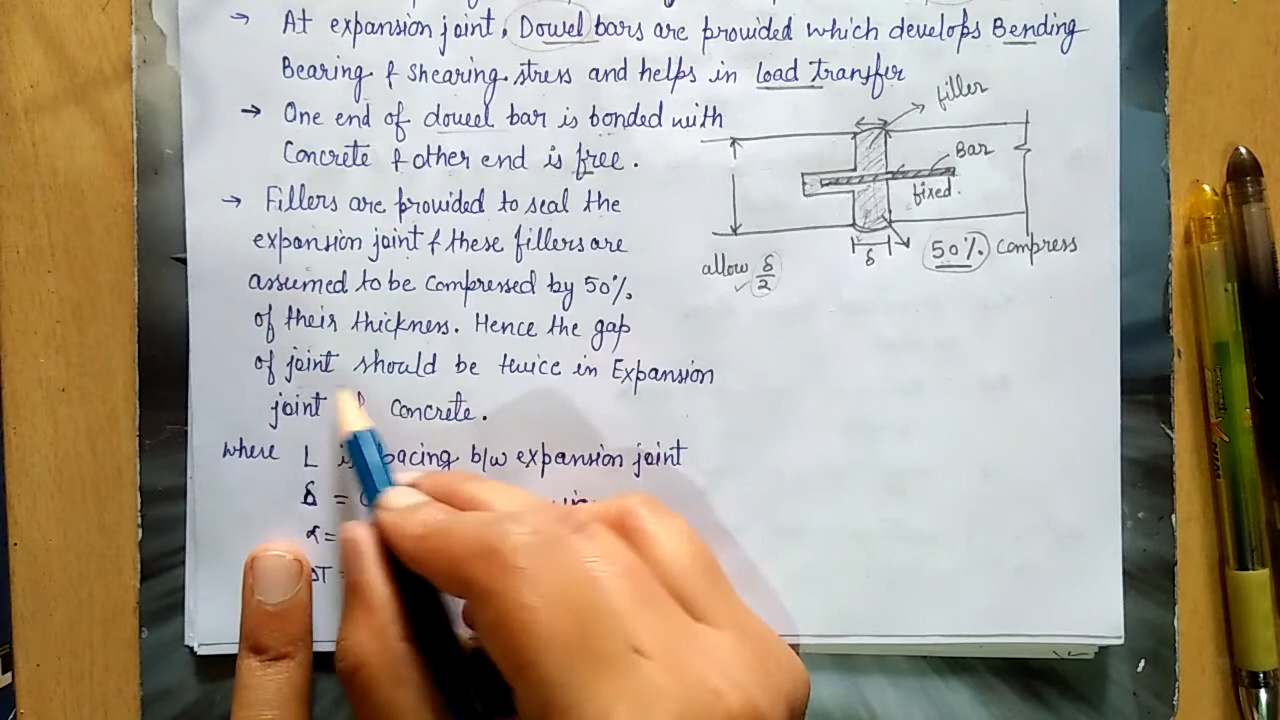 → At expansion joint, Dowel bars are provided which develops Bending
Bearing & shearing stress and helps in load transfer
→ One end of dowel bar is bonded with
Concrete & other end is free.
→ Fillers are provided to seal the
expansion joint & these fillers are
assumed to be compressed by 50%
of their thickness. Hence the gap
of joint should be twice in Expansion
joint concrete.
where L is spacing b/w expansion joint
δ =
α =
ΔT
filler
Bar
fixed.
δ
50% compress
allow δ/2